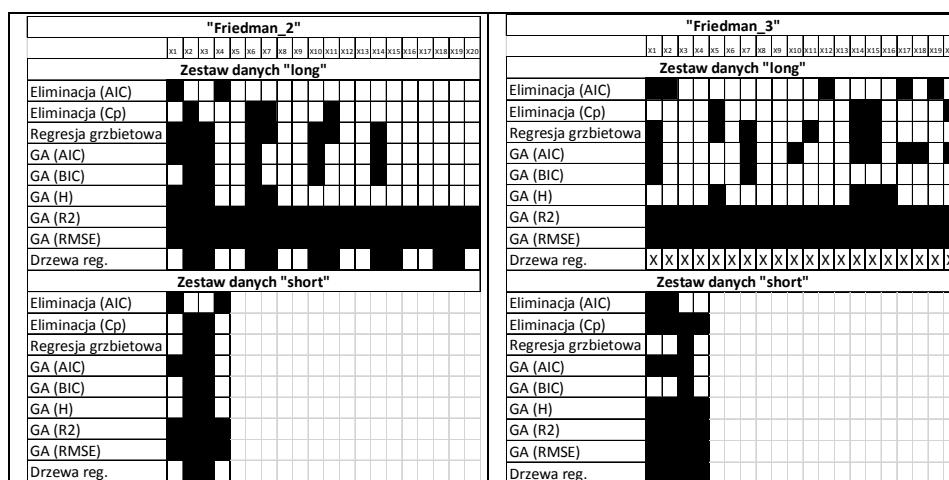 "Friedman_2"
X1 X2 X3 X4 X5 X6 X7 X8 X9 X10 X11 X12 X13 X14 X15 X16 X17 X18 X19 X20
Zestaw danych "long"
Eliminacja (AIC)
Eliminacja (Cp)
Regresja grzbietowa
GA (AIC)
GA (BIC)
GA (H)
GA (R2)
GA (RMSE)
Drzewa reg.
Zestaw danych "short"
Eliminacja (AIC)
Eliminacja (Cp)
Regresja grzbietowa
GA (AIC)
GA (BIC)
GA (H)
GA (R2)
GA (RMSE)
Drzewa reg.
"Friedman_3"
X1 X2 X3 X4 X5 X6 X7 X8 X9 X10 X11 X12 X13 X14 X15 X16 X17 X18 X19
Zestaw danych "long"
Eliminacja (AIC)
Eliminacja (Cp)
Regresja grzbietowa
GA (AIC)
GA (BIC)
GA (H)
GA (R2)
GA (RMSE)
Drzewa reg. X X X X X X X X X X X X X X X X X X X
Zestaw danych "short"
Eliminacja (AIC)
Eliminacja (Cp)
Regresja grzbietowa
GA (AIC)
GA (BIC)
GA (H)
GA (R2)
GA (RMSE)
Drzewa reg.